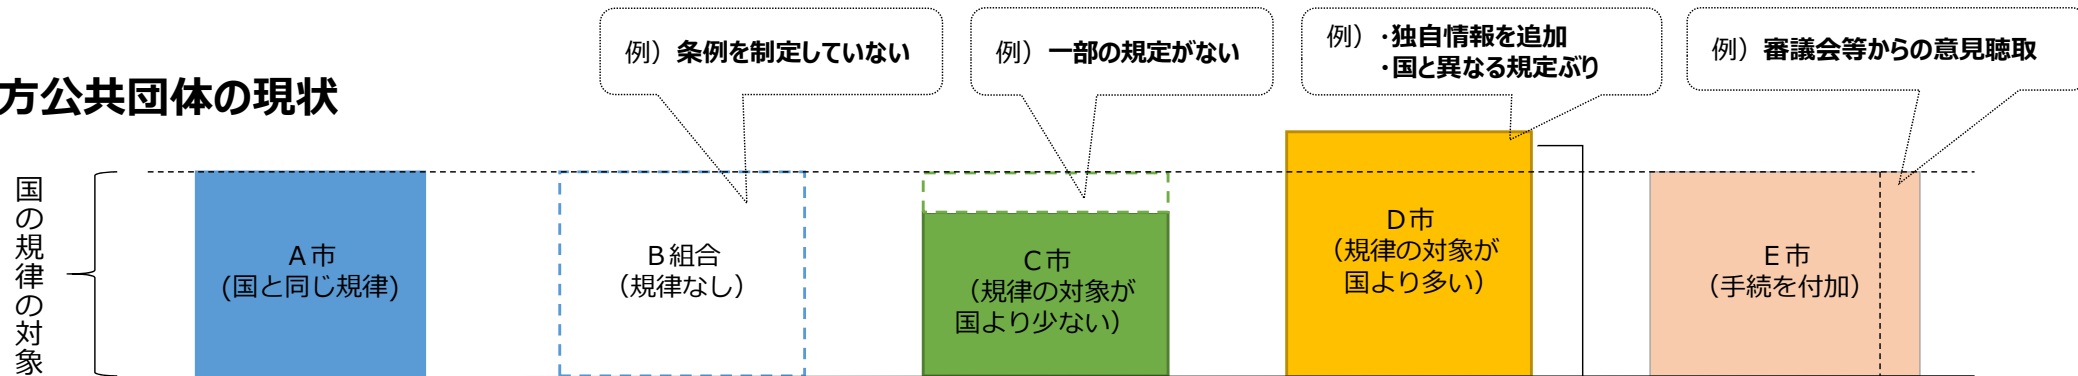 方公共団体の現状
例）条例を制定していない
例）一部の規定がない
例）・独自情報を追加
・国と異なる規定ぶり
例）審議会等からの意見聴取
国の規律の対象
A市
(国と同じ規律)
B組合
（規律なし）
C市
（規律の対象が
国より少ない）
D市
（規律の対象が
国より多い）
E市
（手続を付加）